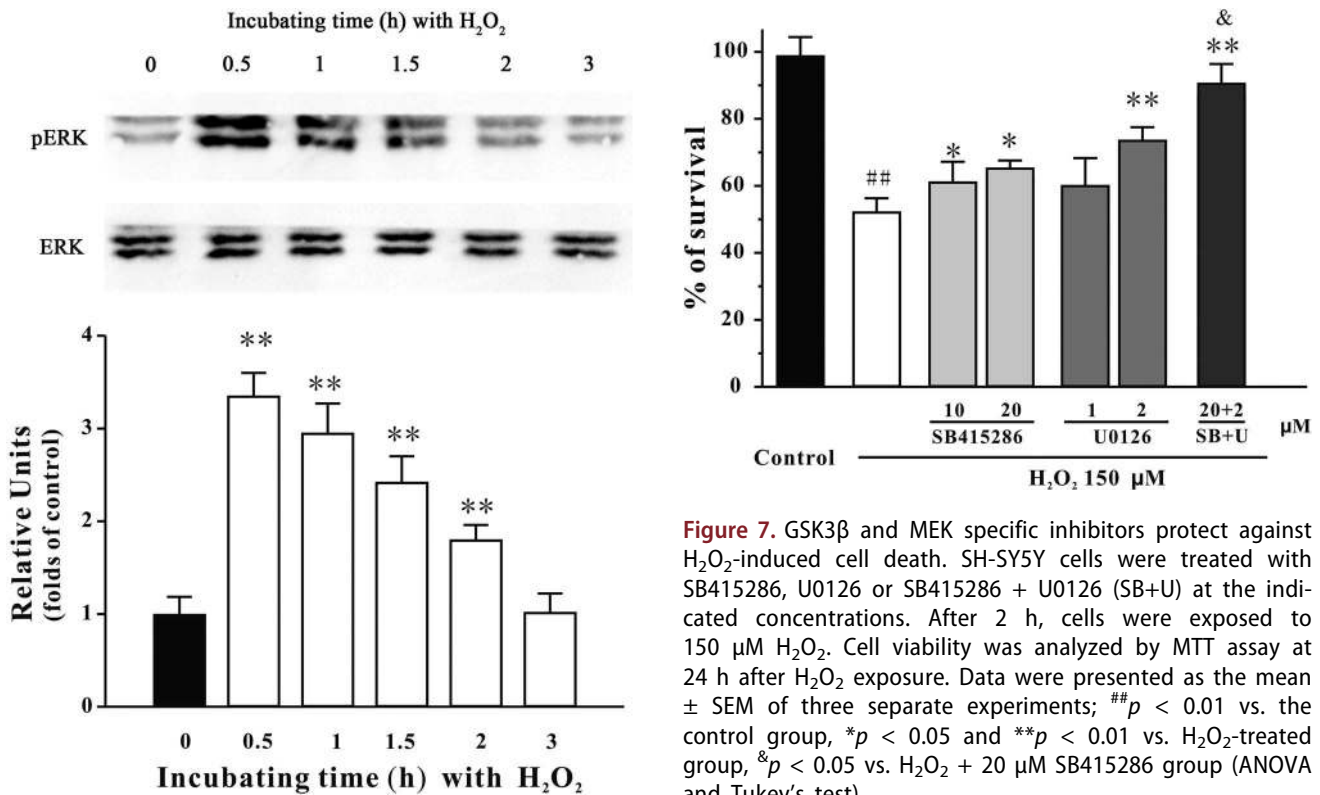 Incubating time (h) with H₂O₂
0 0.5 1 1.5 2 3
pERK
ERK
4
3
2
1
0
Relative Units
(folds of control)
**
**
**
**
0 0.5 1 1.5 2 3
Incubating time (h) with H₂O₂
100
80
60
40
20
0
% of survival
##
*
*
**
&
**
10 20 1 2 20+2 μM
SB415286 U0126 SB+U
Control
H₂O₂ 150 μM
Figure 7. GSK3β and MEK specific inhibitors protect against
H₂O₂-induced cell death. SH-SY5Y cells were treated with
SB415286, U0126 or SB415286 + U0126 (SB+U) at the indi-
cated concentrations. After 2 h, cells were exposed to
150 μM H₂O₂. Cell viability was analyzed by MTT assay at
24 h after H₂O₂ exposure. Data were presented as the mean
± SEM of three separate experiments; ##p < 0.01 vs. the
control group, *p < 0.05 and **p < 0.01 vs. H₂O₂-treated
group, &p < 0.05 vs. H₂O₂ + 20 μM SB415286 group (ANOVA
and Tukey's test)